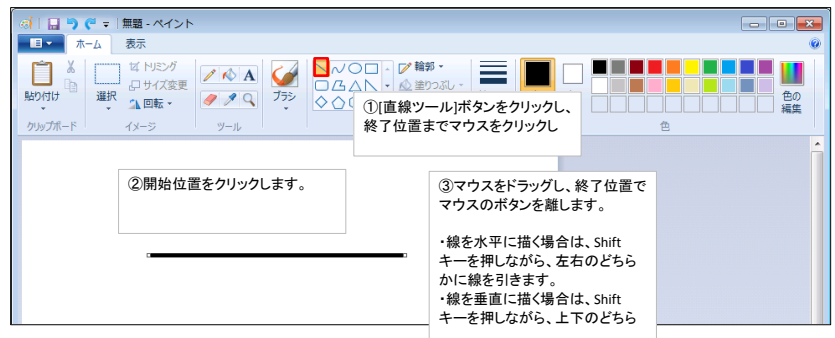 無題 - ペイント
ホーム 表示
貼り付け
クリップボード
選択
トリミング
サイズ変更
回転
イメージ
A
ツール
ブラシ
輪郭
塗りつぶし
色
色の
編集
①[直線ツール]ボタンをクリックし、
終了位置までマウスをクリックし
②開始位置をクリックします。
③マウスをドラッグし、終了位置で
マウスのボタンを離します。
・線を水平に描く場合は、Shift
キーを押しながら、左右のどちら
かに線を引きます。
・線を垂直に描く場合は、Shift
キーを押しながら、上下のどちら